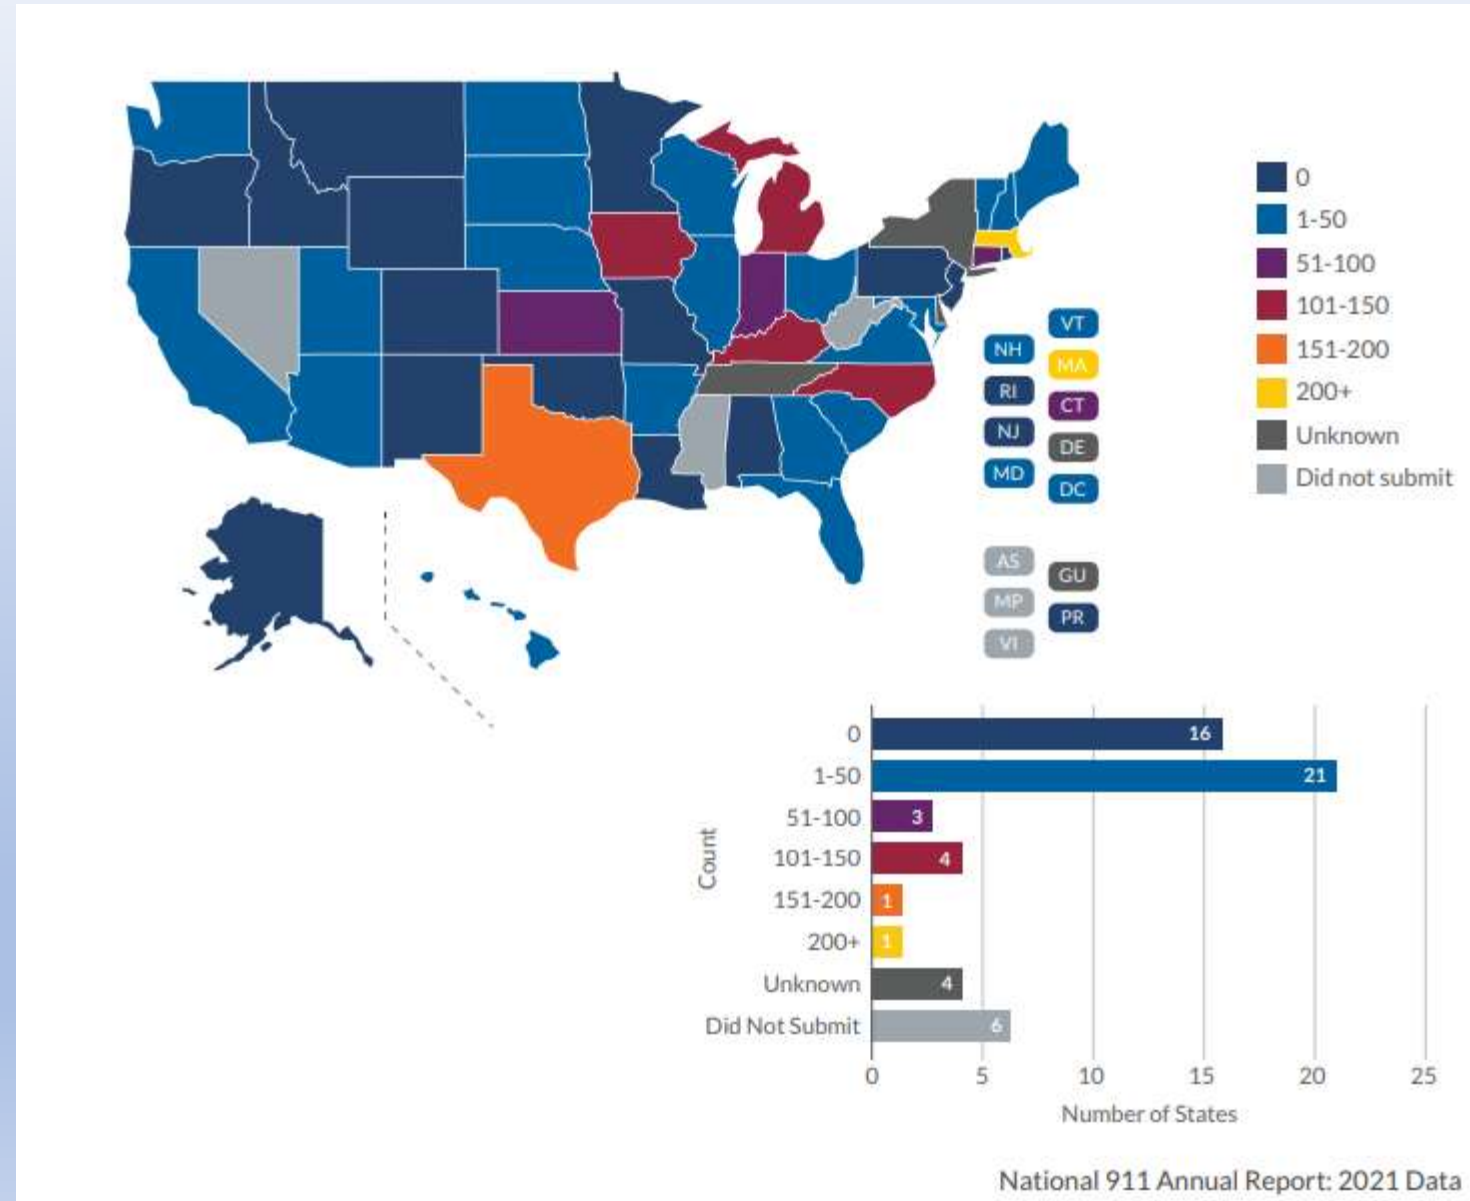 0
1-50
51-100
101-150
151-200
200+
Unknown
Did not submit
VT
NH
MA
RI
CT
NJ
DE
MD
DC
AS
GU
MP
PR
VI
Count
0 16
1-50 21
51-100 3
101-150 4
151-200 1
200+ 1
Unknown 4
Did Not Submit 6
0 5 10 15 20 25
Number of States
National 911 Annual Report: 2021 Data